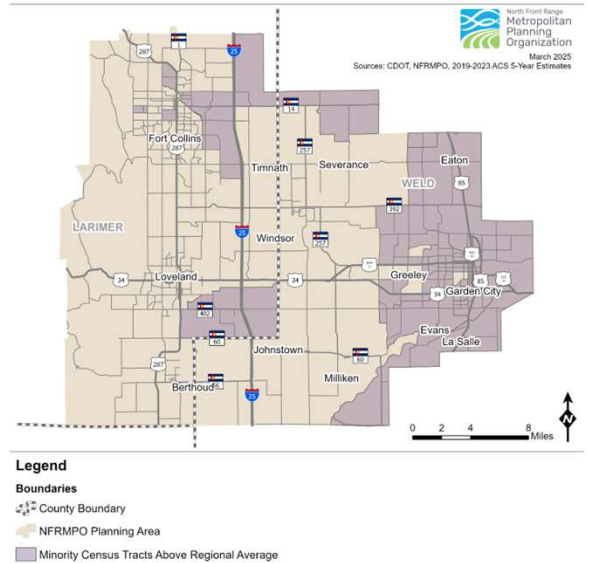 North Front Range
Metropolitan
Planning
Organization
March 2025
Sources: CDOT, NFRMPO, 2019-2023 ACS 5-Year Estimates
1
287
25
14
Fort Collins
287
257
Timnath
Severance
Eaton
WELD
85
392
LARIMER
25
Windsor
257
Loveland
34
34
Greeley
34
85
Garden City
402
60
Evans
La Salle
Johnstown
60
287
Milliken
Berthoud
56
25
0 2 4 8
Miles
N
Legend
Boundaries
County Boundary
NFRMPO Planning Area
Minority Census Tracts Above Regional Average